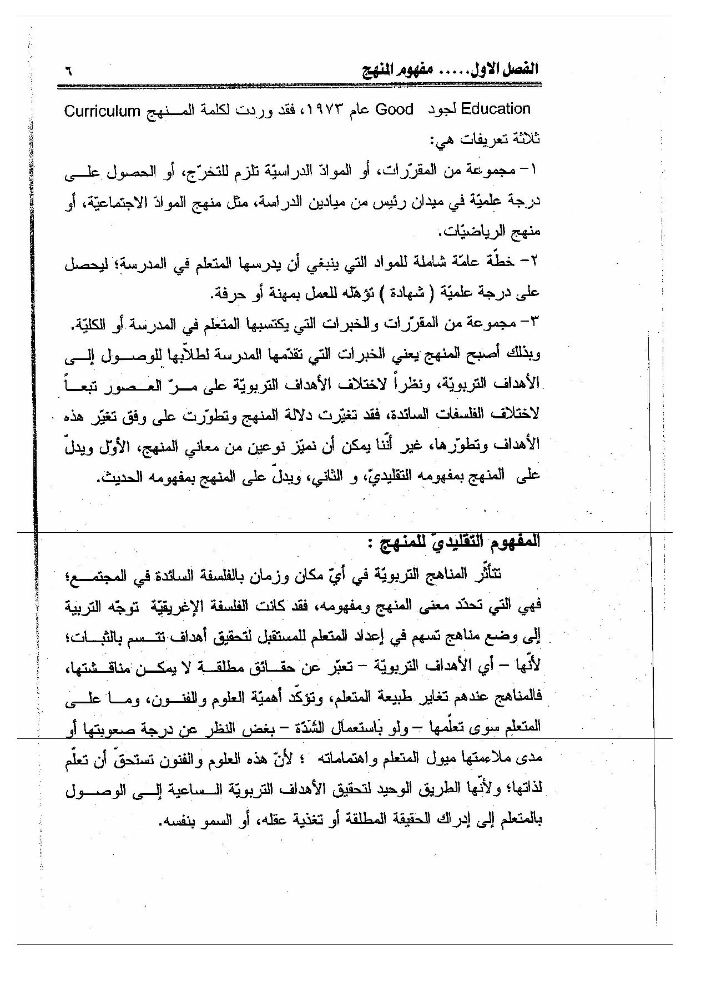 الفصل الاول..... مفهوم المنهج ٦
Education لجود Good عام ١٩٧٣، فقد وردت لكلمة المنهج Curriculum
ثلاثة تعريفات هي:
١- مجموعة من المقرّرات، أو الموادّ الدراسيّة تلزم للتخرّج، أو الحصول على
درجة علميّة في ميدان رئيس من ميادين الدراسة، مثل منهج الموادّ الاجتماعيّة، أو
منهج الرياضيّات.
٢- خطّة عامّة شاملة للمواد التي ينبغي أن يدرسها المتعلم في المدرسة؛ ليحصل
على درجة علميّة ( شهادة ) تؤهّله للعمل بمهنة أو حرفة.
٣- مجموعة من المقرّرات والخبرات التي يكتسبها المتعلم في المدرسة أو الكليّة.
وبذلك أصبح المنهج يعني الخبرات التي تقدّمها المدرسة لطلاّبها للوصول إلى
الأهداف التربويّة، ونظراً لاختلاف الأهداف التربويّة على مرّ العصور تبعاً
لاختلاف الفلسفات السائدة، فقد تغيّرت دلالة المنهج وتطوّرت على وفق تغيّر هذه
الأهداف وتطوّرها، غير أنّنا يمكن أن نميّز نوعين من معاني المنهج، الأوّل ويدلّ
على المنهج بمفهومه التقليديّ، و الثاني، ويدلّ على المنهج بمفهومه الحديث.
المفهوم التقليديّ للمنهج :
تتأثّر المناهج التربويّة في أيّ مكان وزمان بالفلسفة السائدة في المجتمع؛
فهي التي تحدّد معنى المنهج ومفهومه، فقد كانت الفلسفة الإغريقيّة توجّه التربية
إلى وضع مناهج تسهم في إعداد المتعلم للمستقبل لتحقيق أهداف تتسم بالثبات؛
لأنّها – أي الأهداف التربويّة – تعبّر عن حقائق مطلقة لا يمكن مناقشتها،
فالمناهج عندهم تغاير طبيعة المتعلم، وتؤكّد أهميّة العلوم والفنون، وما على
المتعلم سوى تعلّمها – ولو باستعمال الشّدّة – بغض النظر عن درجة صعوبتها أو
مدى ملاءمتها ميول المتعلم واهتماماته ؛ لأنّ هذه العلوم والفنون تستحقّ أن تعلّم
لذاتها؛ ولأنّها الطريق الوحيد لتحقيق الأهداف التربويّة الساعية إلى الوصول
بالمتعلم إلى إدراك الحقيقة المطلقة أو تغذية عقله، أو السمو بنفسه.